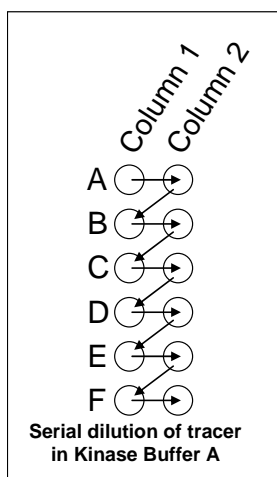 Column 1
Column 2
A
B
C
D
E
F
Serial dilution of tracer
in Kinase Buffer A